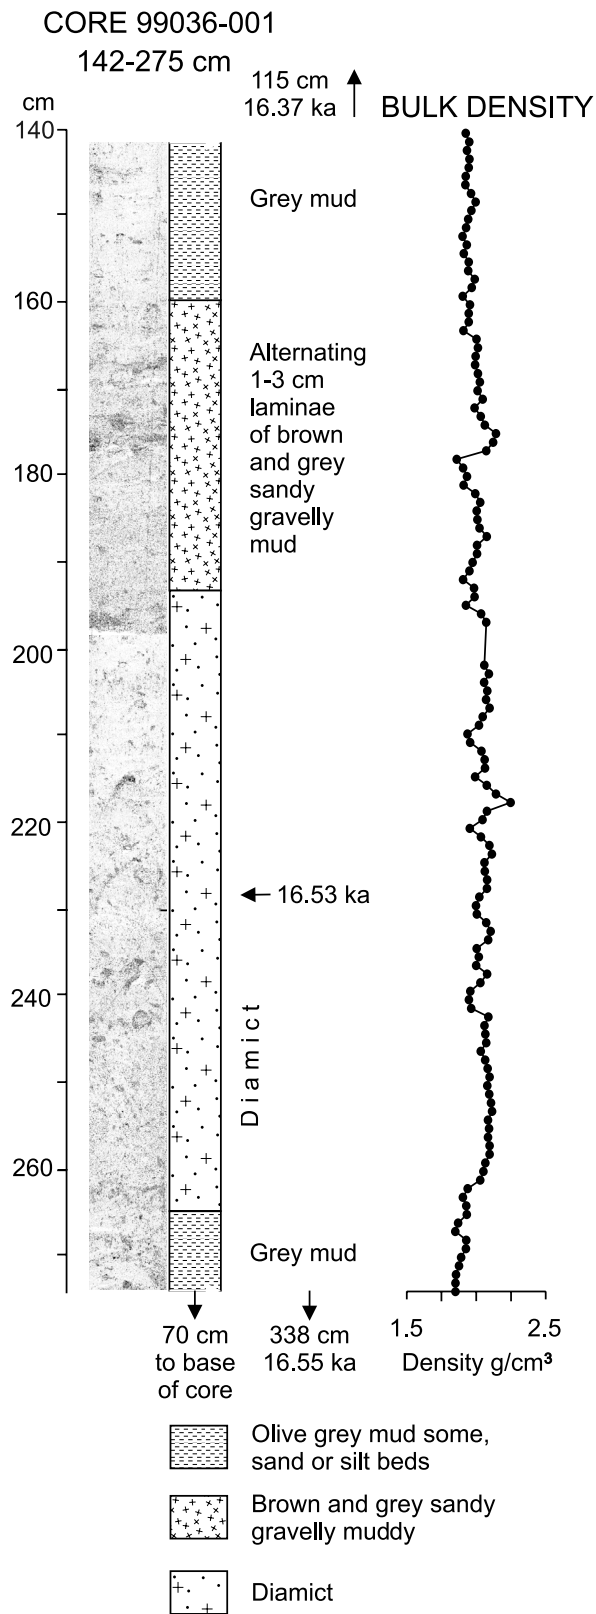 CORE 99036-001
142-275 cm
115 cm
16.37 ka
BULK DENSITY
cm
140
160
180
200
220
240
260
Grey mud
Alternating
1-3 cm
laminae
of brown
and grey
sandy
gravelly
mud
16.53 ka
Diamict
Grey mud
70 cm
to base
of core
338 cm
16.55 ka
1.5
2.5
Density g/cm³
Olive grey mud some,
sand or silt beds
Brown and grey sandy
gravelly muddy
Diamict